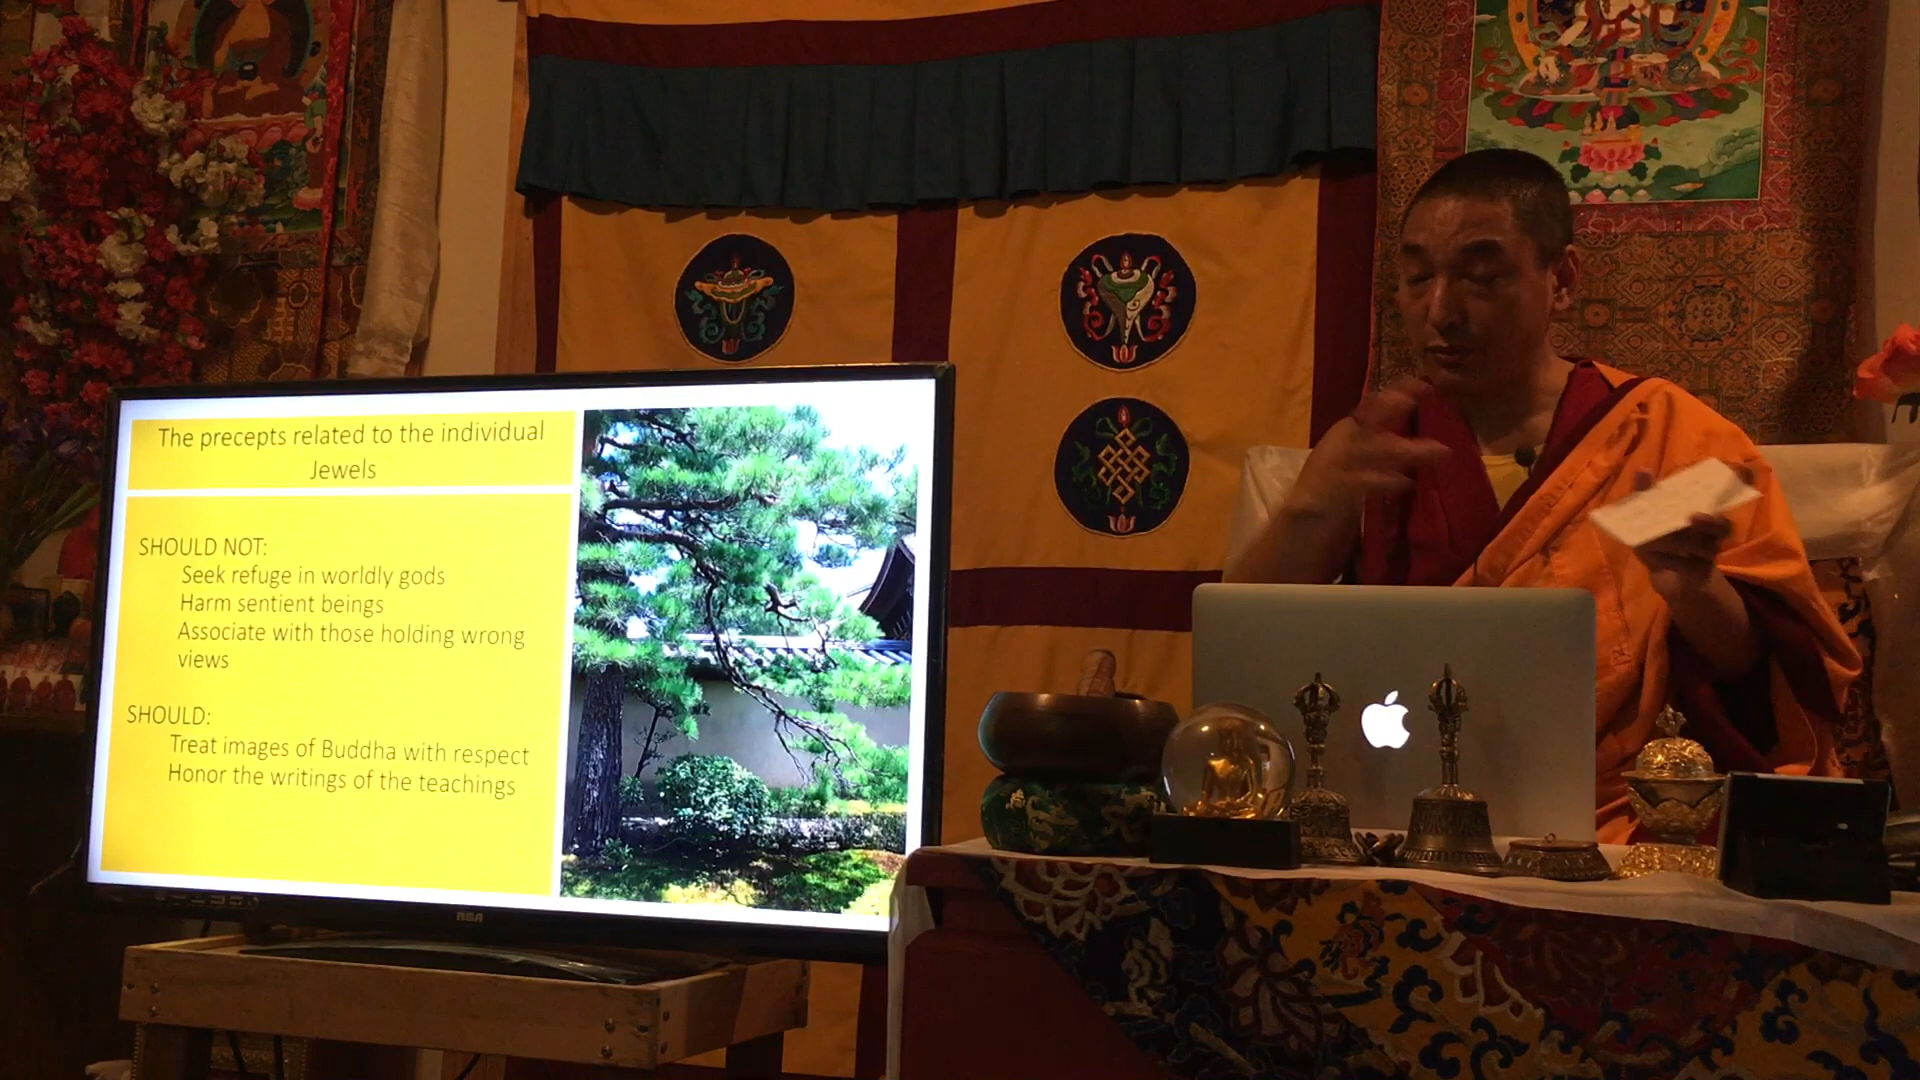 The precepts related to the individual
Jewels
SHOULD NOT:
Seek refuge in worldly gods
Harm sentient beings
Associate with those holding wrong
views
SHOULD:
Treat images of Buddha with respect
Honor the writings of the teachings
RCA